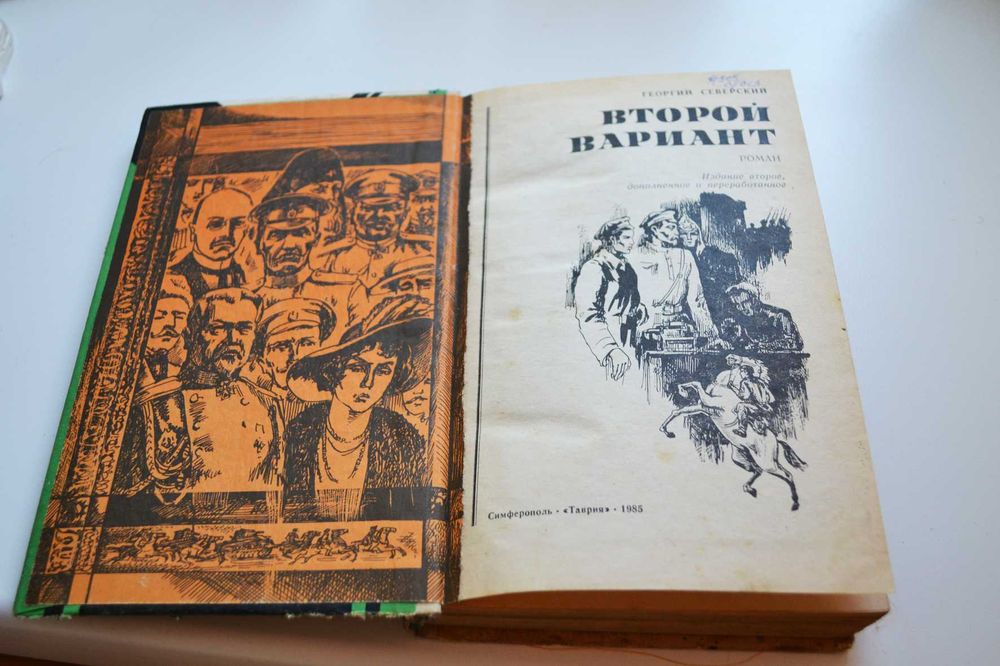 ГЕОРГИЙ СЕВЕРСКИЙ
ВТОРОЙ
ВАРИАНТ
РОМАН
Издание второе,
дополненное и переработанное
Симферополь · «Таврия» · 1985